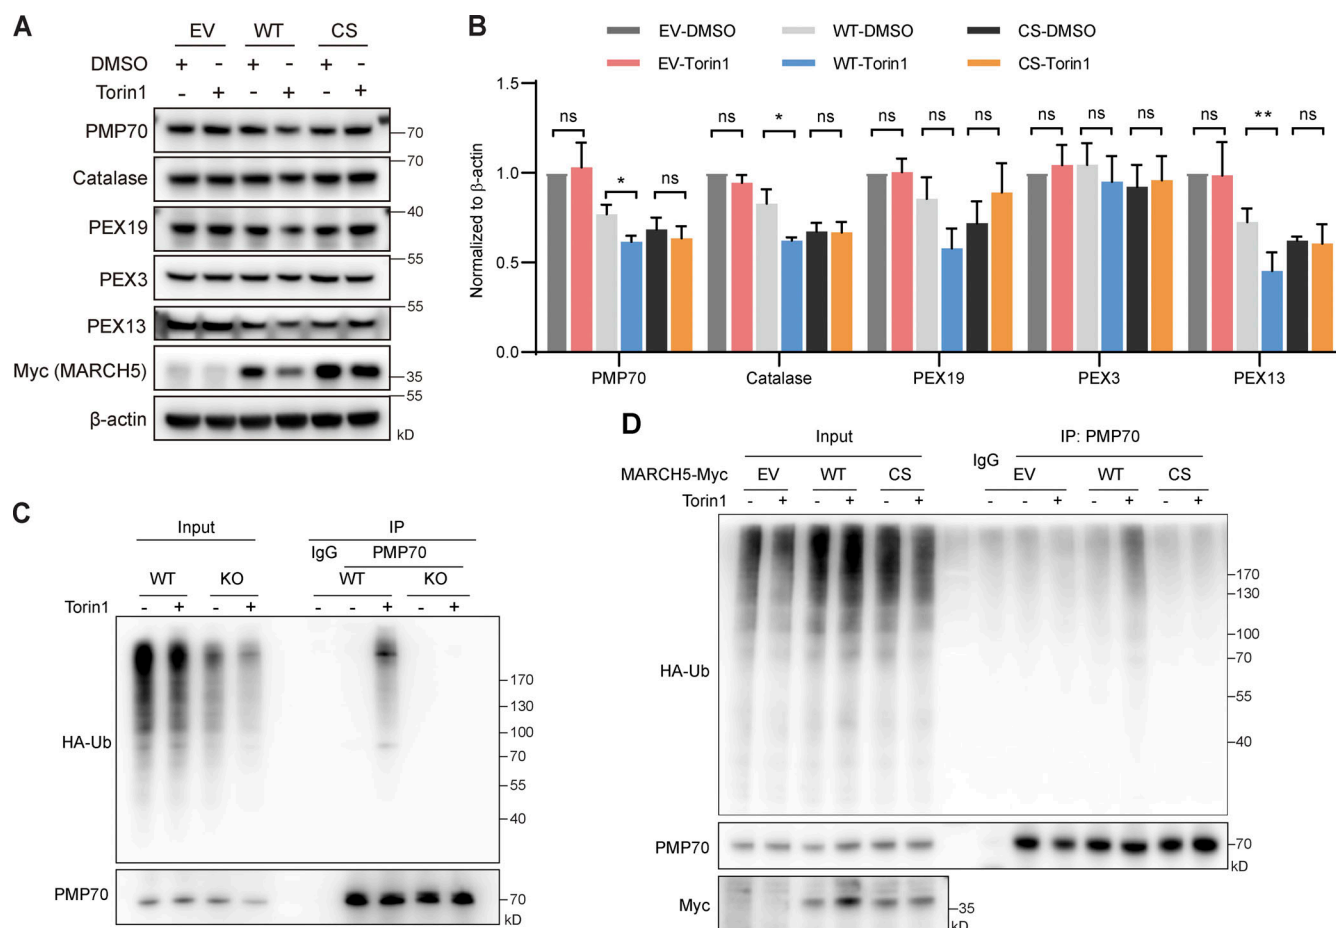 A
EV WT CS
DMSO + - + - + -
Torin1 - + - + - +
PMP70
70
70
Catalase
40
PEX19
55
PEX3
55
PEX13
Myc (MARCH5)
35
55
β-actin
kD
B
EV-DMSO WT-DMSO CS-DMSO
EV-Torin1 WT-Torin1 CS-Torin1
Normalized to β-actin
1.5
1.0
0.5
0.0
ns * ns
ns * ns
ns ns ns
ns ns ns
ns ** ns
PMP70 Catalase PEX19 PEX3 PEX13
C
Input IP
IgG PMP70
WT KO WT KO
Torin1 - + - + - - + - +
HA-Ub
170
130
100
70
55
40
PMP70
70
kD
D
Input IP: PMP70
MARCH5-Myc EV WT CS IgG EV WT CS
Torin1 - + - + - + - - + - + - +
HA-Ub
170
130
100
70
55
40
PMP70
70
kD
Myc
35
kD